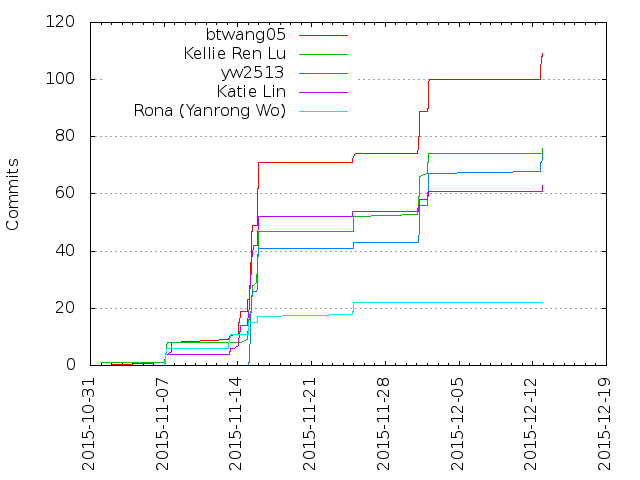 120
100
80
60
40
20
0
Commits
btwang05
Kellie Ren Lu
yw2513
Katie Lin
Rona (Yanrong Wo)
2015-10-31
2015-11-07
2015-11-14
2015-11-21
2015-11-28
2015-12-05
2015-12-12
2015-12-19